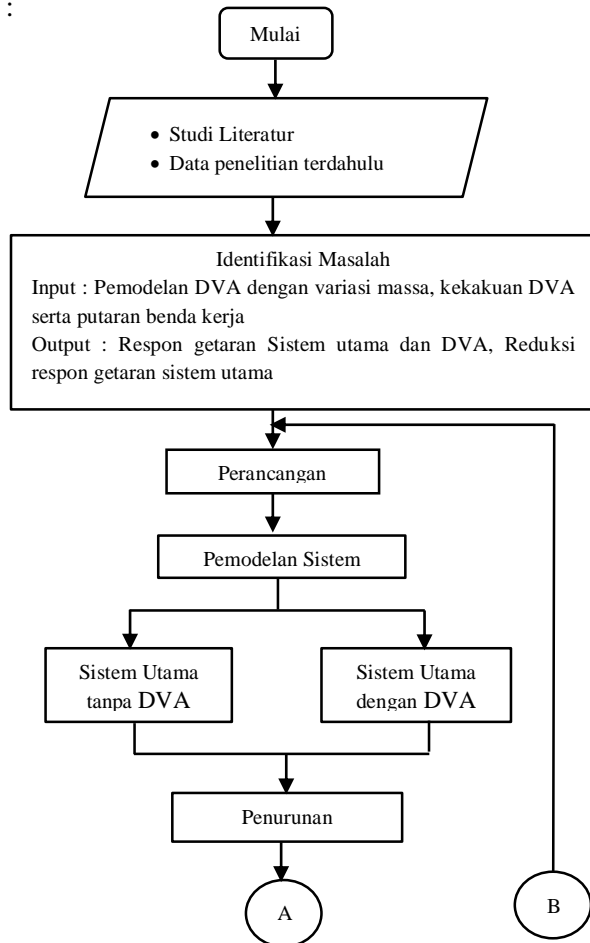 :
Mulai
• Studi Literatur
• Data penelitian terdahulu
Identifikasi Masalah
Input : Pemodelan DVA dengan variasi massa, kekakuan DVA
serta putaran benda kerja
Output : Respon getaran Sistem utama dan DVA, Reduksi
respon getaran sistem utama
Perancangan
Pemodelan Sistem
Sistem Utama
tanpa DVA
Sistem Utama
dengan DVA
Penurunan
A
B